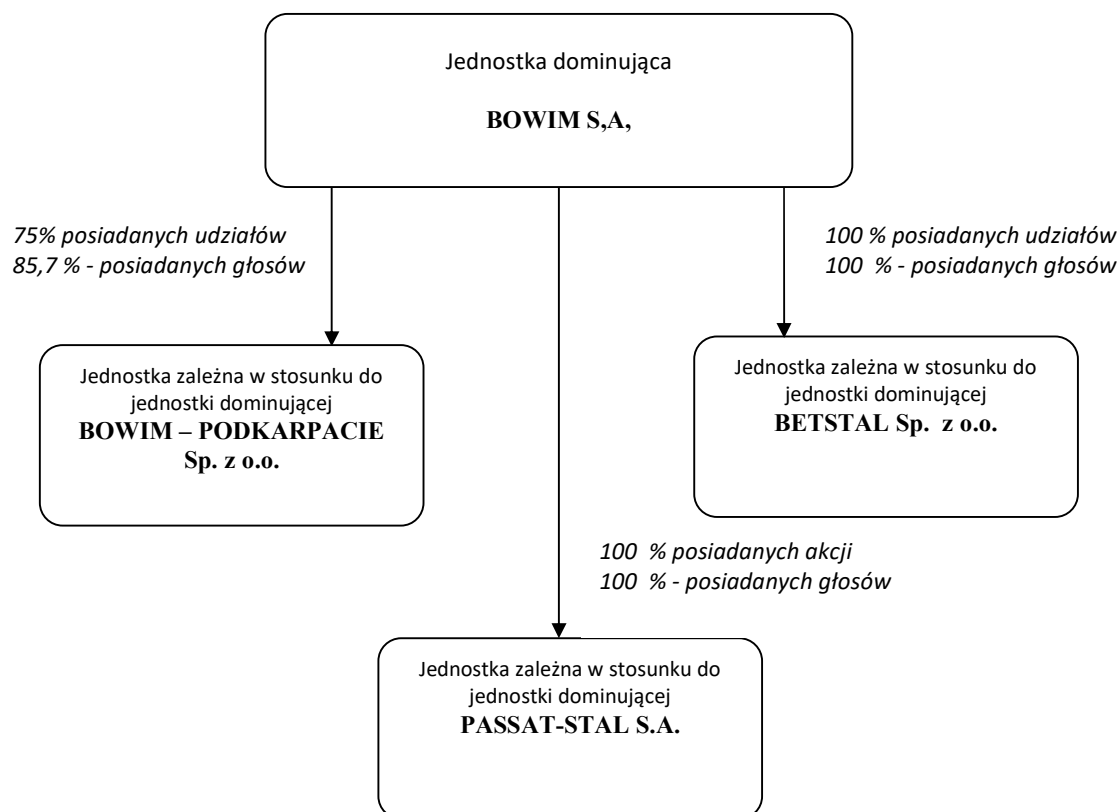 Jednostka dominująca
BOWIM S,A,
75% posiadanych udziałów
85,7 % - posiadanych głosów
100 % posiadanych udziałów
100  % - posiadanych głosów
Jednostka zależna w stosunku do
jednostki dominującej
BOWIM – PODKARPACIE
Sp. z o.o.
Jednostka zależna w stosunku do
jednostki dominującej
BETSTAL Sp.  z o.o.
100  % posiadanych akcji
100  % - posiadanych głosów
Jednostka zależna w stosunku do
jednostki dominującej
PASSAT-STAL S.A.